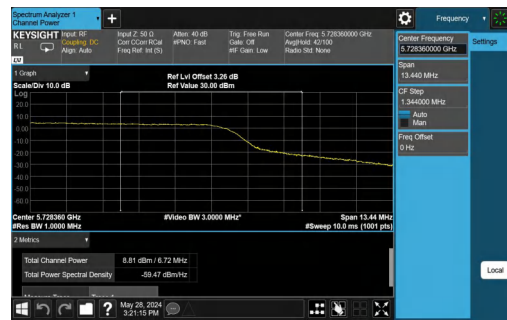 Spectrum Analyzer 1
Channel Power
Frequency
KEYSIGHT
RL
Input: RF
Coupling: DC
Align: Auto
Input Z: 50 Ω
Corr CCorr RCal
Freq Ref: Int (S)
Atten: 40 dB
#PNO: Fast
Trig: Free Run
Gate: Off
#IF Gain: Low
Center Freq: 5.728360000 GHz
Avg|Hold: 42/100
Radio Std: None
Center Frequency
5.728360000 GHz
Settings
Span
13.440 MHz
CF Step
1.344000 MHz
Auto
Man
Freq Offset
0 Hz
1 Graph
Scale/Div 10.0 dB
Ref Lvl Offset 3.26 dB
Ref Value 30.00 dBm
Log
20.0
10.0
0.00
-10.0
-20.0
-30.0
-40.0
-50.0
-60.0
Center 5.728360 GHz
#Res BW 1.0000 MHz
#Video BW 3.0000 MHz*
Span 13.44 MHz
#Sweep 10.0 ms (1001 pts)
2 Metrics
Total Channel Power 8.81 dBm / 6.72 MHz
Total Power Spectral Density -59.47 dBm/Hz
Local
May 28, 2024
3:21:15 PM